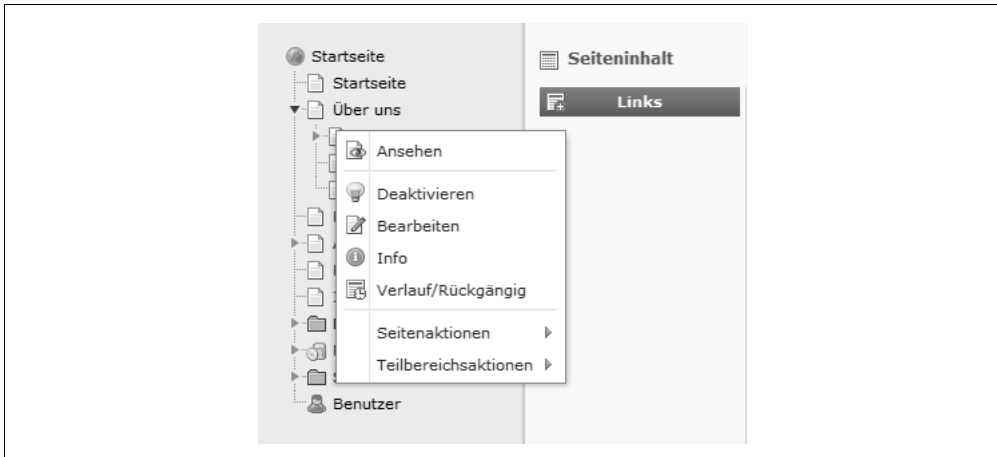 Startseite
Startseite
Über uns
Ansehen
Deaktivieren
Bearbeiten
Info
Verlauf/Rückgängig
Seitenaktionen
Teilbereichsaktionen
Benutzer
Seiteninhalt
Links